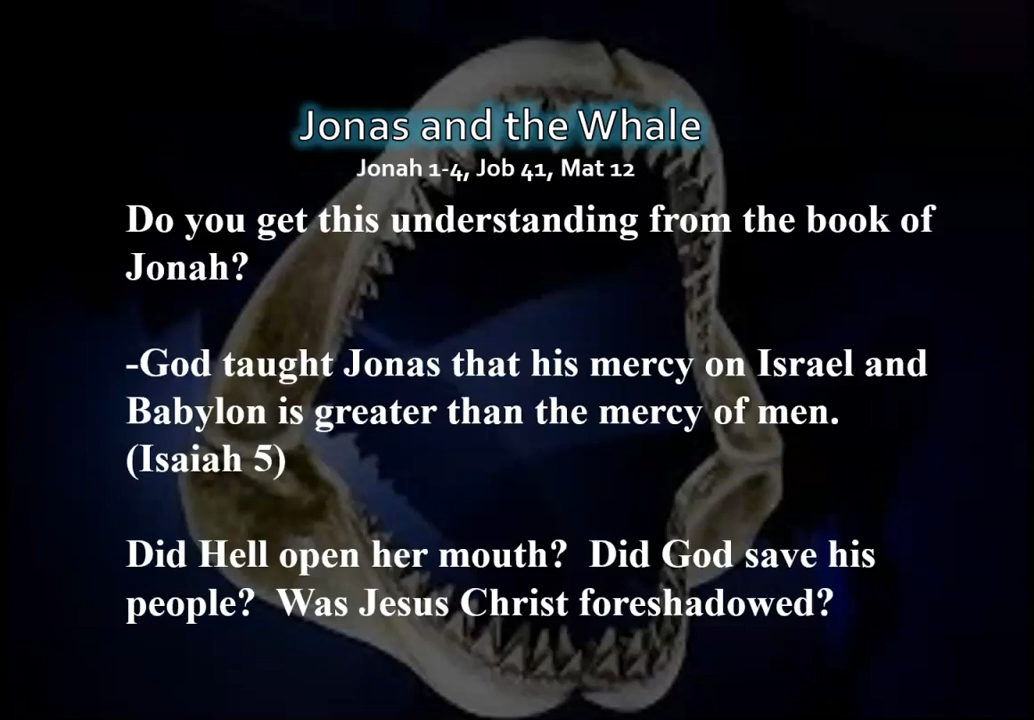 Jonas and the Whale
Jonah 1-4, Job 41, Mat 12
Do you get this understanding from the book of
Jonah?
-God taught Jonas that his mercy on Israel and
Babylon is greater than the mercy of men.
(Isaiah 5)
Did Hell open her mouth?  Did God save his
people?  Was Jesus Christ foreshadowed?